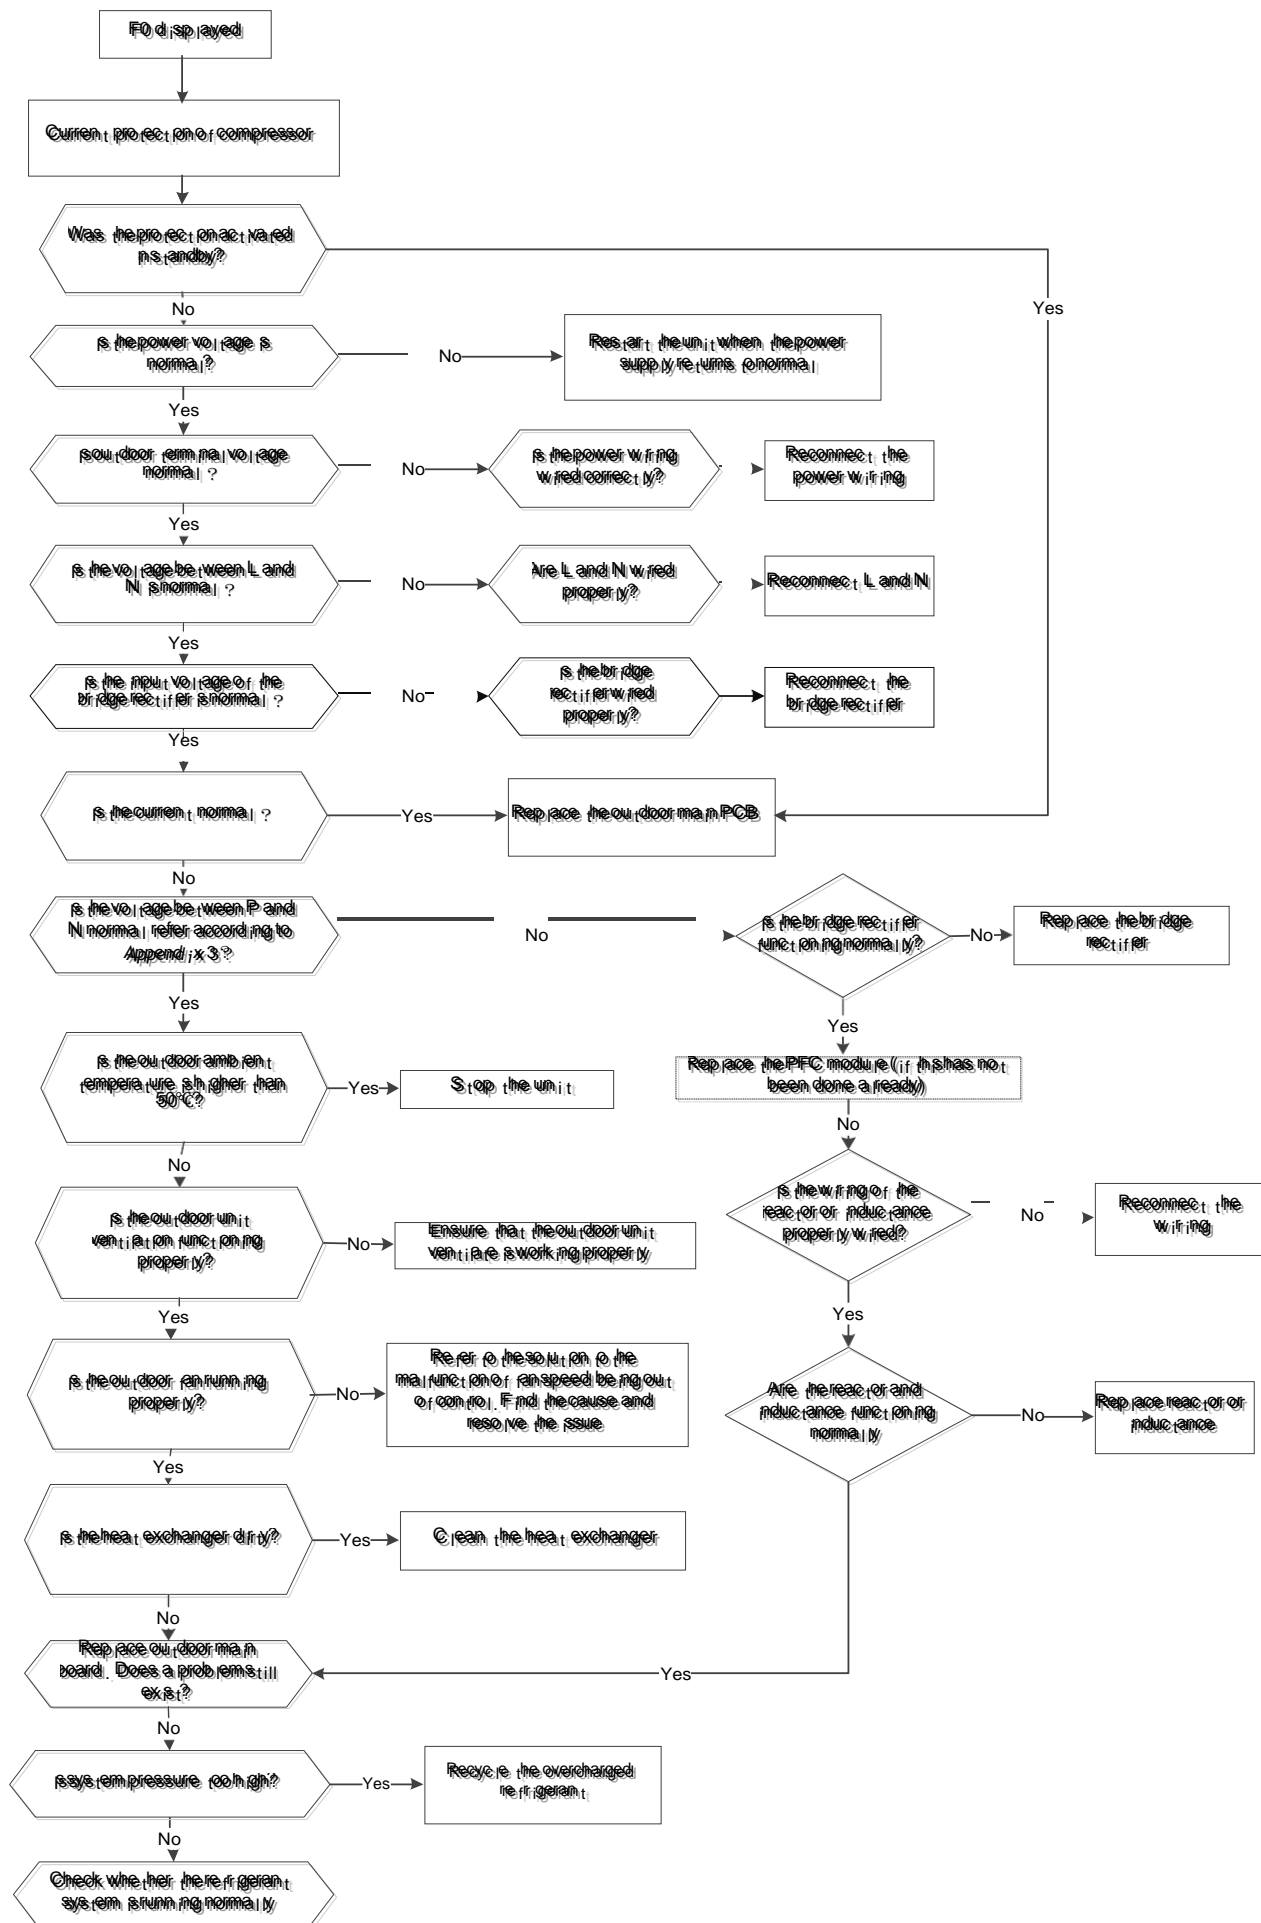 F0 displayed
Current protection of compressor
Was the protection activated
in standby?
No
Yes
Is the power voltage is
normal?
No
Restart the unit when the power
supply returns to normal
Yes
Is outdoor terminal voltage
normal ?
No
Is the power wiring
wired correctly?
Reconnect the
power wiring
Yes
Is the voltage between L and
N is normal ?
No
Are L and N wired
properly?
Reconnect L and N
Yes
Is the input voltage of the
bridge rectifier is normal ?
No
Is the bridge
rectifier wired
properly?
Reconnect the
bridge rectifier
Yes
Is the current normal ?
Yes
Replace the outdoor main PCB
No
Is the voltage between P and
N normal refer according to
Appendix 3?
No
Is the bridge rectifier
functioning normally?
No
Replace the bridge
rectifier
Yes
Yes
Is the outdoor ambient
temperature is higher than
50°C?
Yes
Stop the unit
Replace the PFC module (if this has not
been done already)
No
No
Is the outdoor unit
ventilation functioning
properly?
No
Ensure that the outdoor unit
ventilate is working properly
Is the wiring of the
reactor or inductance
properly wired?
No
Reconnect the
wiring
Yes
Yes
Is the outdoor fan running
properly?
No
Refer to the solution to the
malfunction of fan speed being out
of control. Find the cause and
resolve the issue
Are the reactor and
inductance functioning
normally
No
Replace reactor or
inductance
Yes
Is the heat exchanger dirty?
Yes
Clean the heat exchanger
No
Replace outdoor main
board. Does a problem still
exist?
Yes
No
Is system pressure too high?
Yes
Recycle the overcharged
refrigerant
No
Check whether the refrigerant
system is running normally